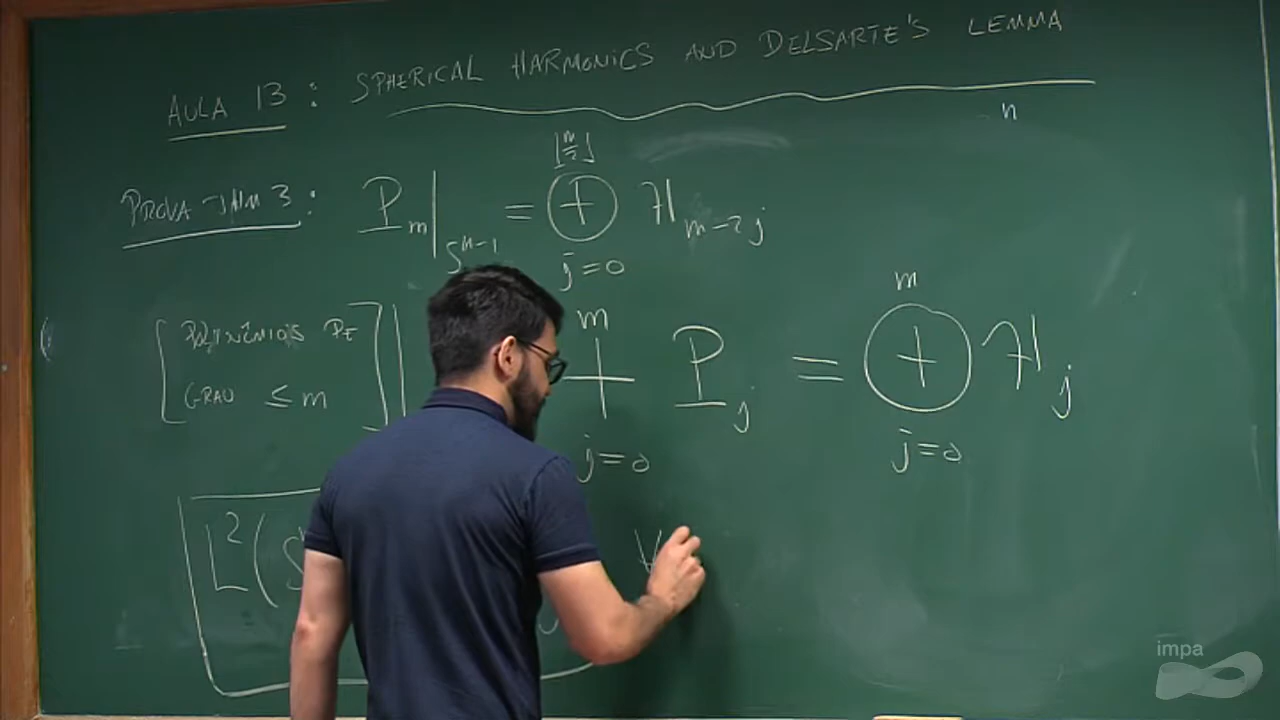 AULA 13 : SPHERICAL HARMONICS AND DELSARTE'S LEMMA
n
PROVA THM 3 : P_m |_{S^{n-1}} = ⊕_{j=0}^{⌊m/2⌋} H_{m-2j}
[POLINÔMIOS DE GRAU ≤ m] | +_{j=0}^{m} P_j = ⊕_{j=0}^{m} H_j
L²(S
impa